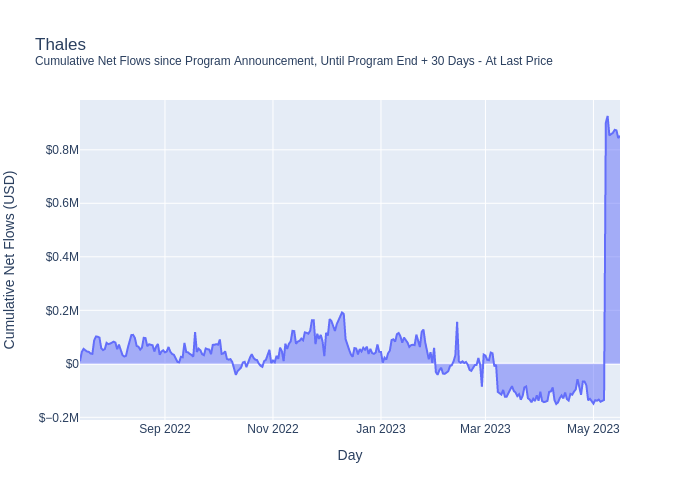 Thales
Cumulative Net Flows since Program Announcement, Until Program End + 30 Days - At Last Price
Cumulative Net Flows (USD)
$0.8M
$0.6M
$0.4M
$0.2M
$0
$−0.2M
Sep 2022
Nov 2022
Jan 2023
Mar 2023
May 2023
Day